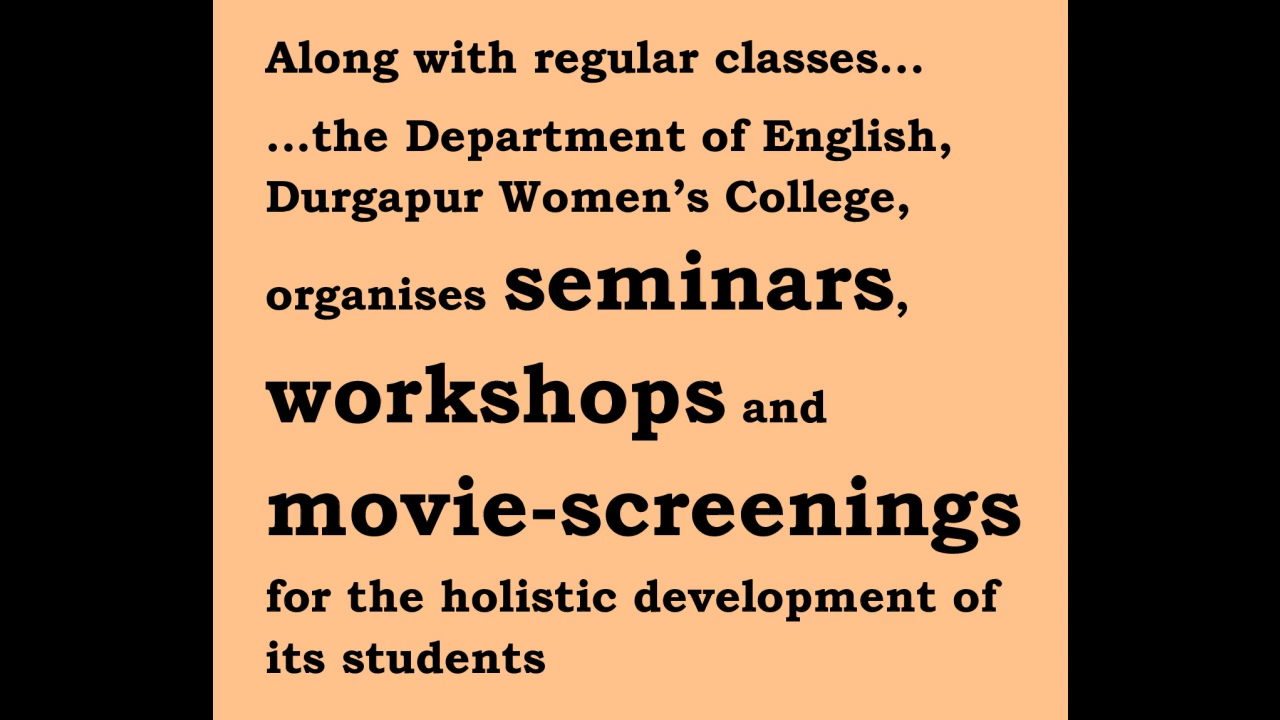 Along with regular classes...
...the Department of English,
Durgapur Women’s College,
organises seminars,
workshops and
movie-screenings
for the holistic development of
its students